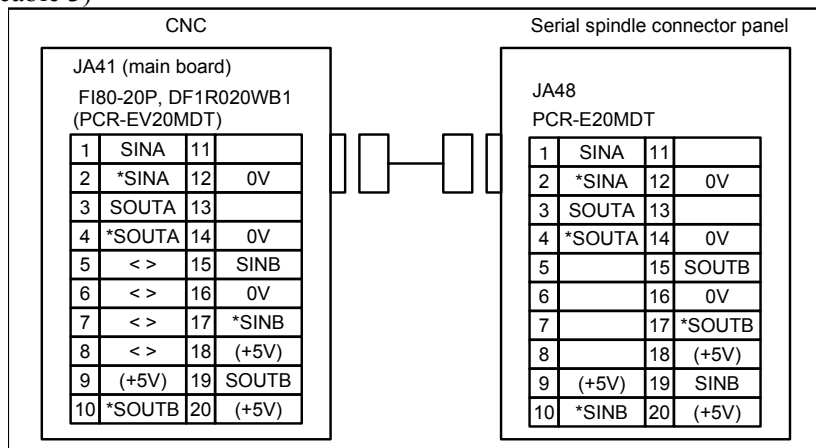 CNC
Serial spindle connector panel
JA41 (main board)
FI80-20P, DF1R020WB1
(PCR-EV20MDT)
1 SINA 11
2 *SINA 12 0V
3 SOUTA 13
4 *SOUTA 14 0V
5 < > 15 SINB
6 < > 16 0V
7 < > 17 *SINB
8 < > 18 (+5V)
9 (+5V) 19 SOUTB
10 *SOUTB 20 (+5V)
JA48
PCR-E20MDT
1 SINA 11
2 *SINA 12 0V
3 SOUTA 13
4 *SOUTA 14 0V
5 15 SOUTB
6 16 0V
7 17 *SOUTB
8 18 (+5V)
9 (+5V) 19 SINB
10 *SINB 20 (+5V)